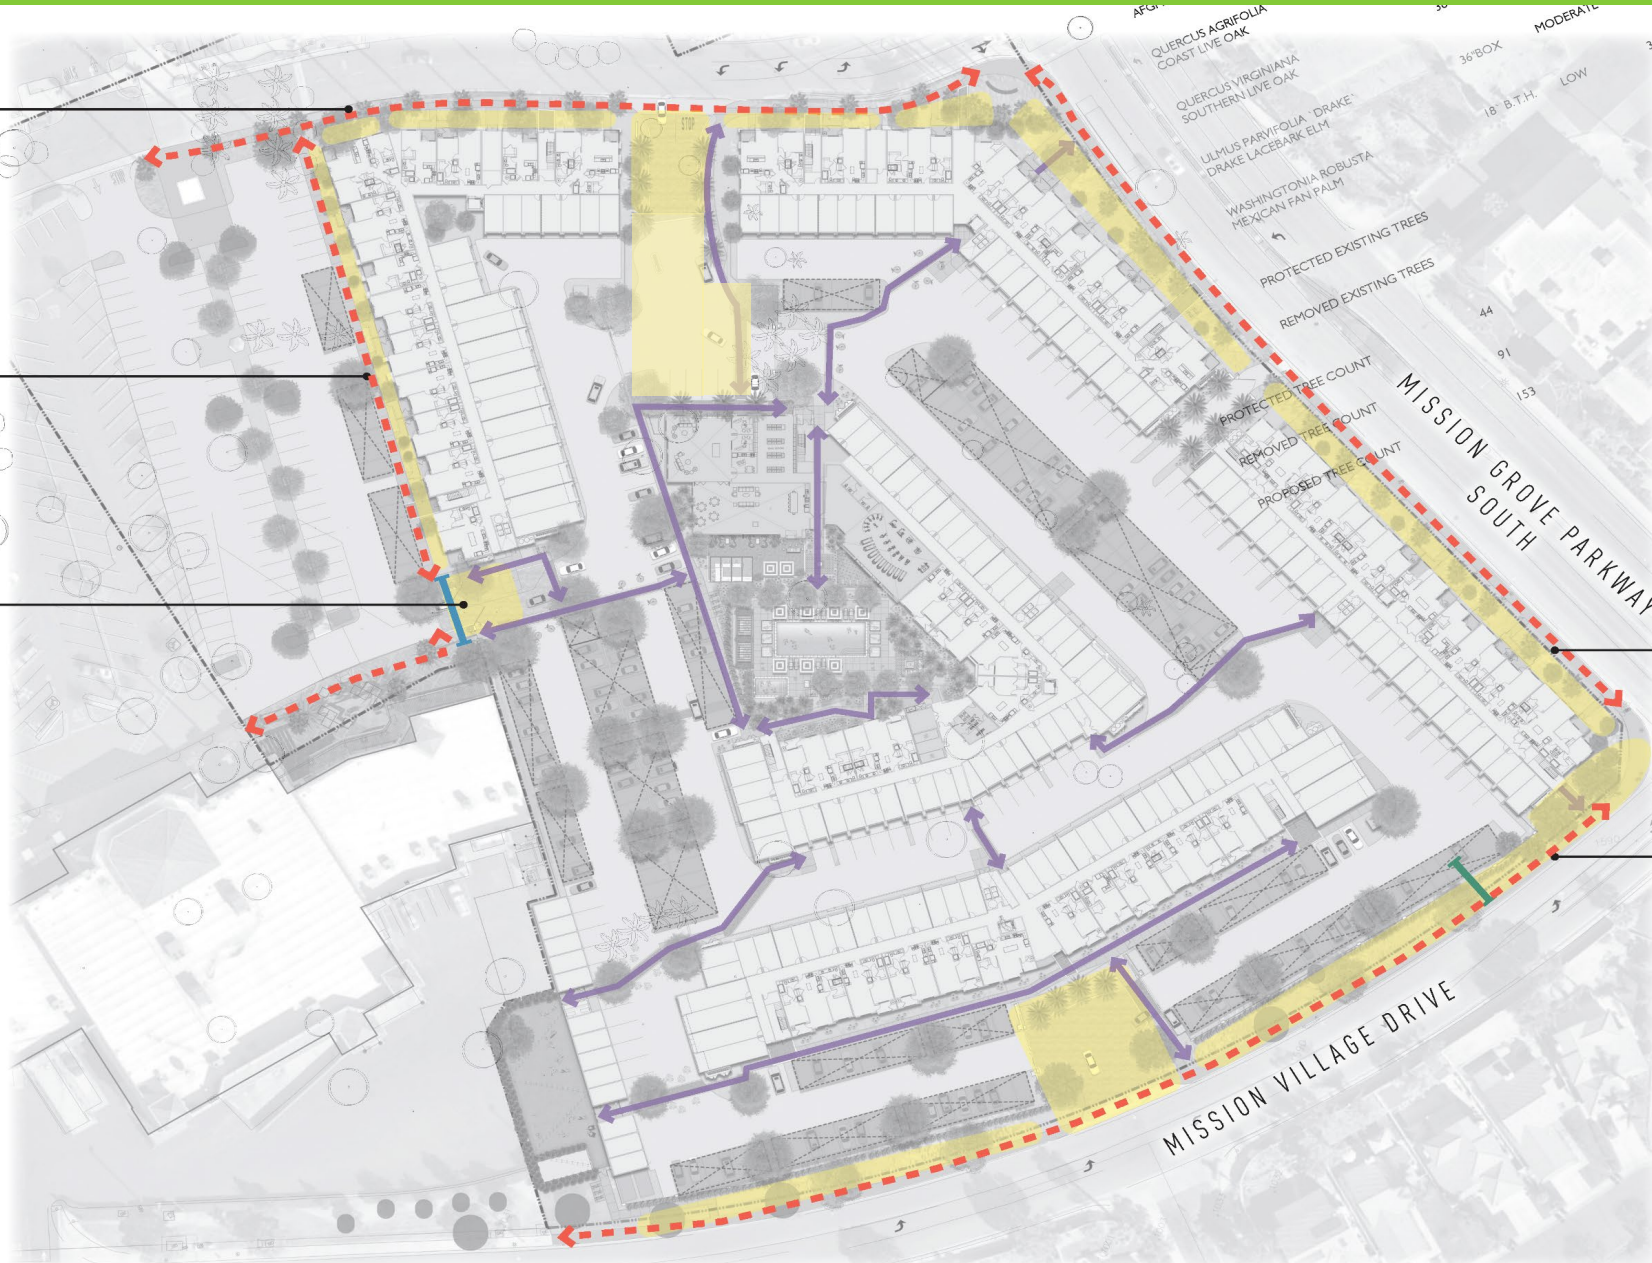 QUERCUS AGRIFOLIA
COAST LIVE OAK
MODERATE
36"BOX
LOW
QUERCUS VIRGINIANA
SOUTHERN LIVE OAK
18' B.T.H.
ULMUS PARVIFOLIA ' DRAKE'
DRAKE LACEBARK ELM
WASHINGTONIA ROBUSTA
MEXICAN FAN PALM
PROTECTED EXISTING TREES
REMOVED EXISTING TREES
PROTECTED TREE COUNT
44
REMOVED TREE COUNT
91
PROPOSED TREE COUNT
153
STOP
MISSION GROVE PARKWAY
SOUTH
MISSION VILLAGE DRIVE